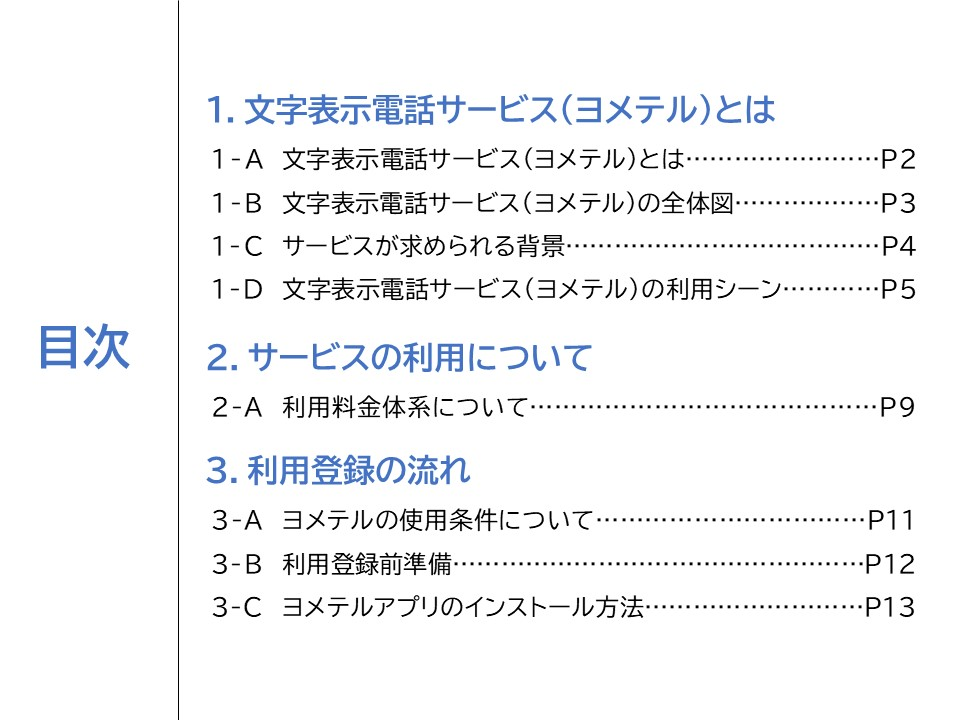 目次
1. 文字表示電話サービス(ヨメテル)とは
1-A 文字表示電話サービス(ヨメテル)とは……………………P2
1-B 文字表示電話サービス(ヨメテル)の全体図………………P3
1-C サービスが求められる背景…………………………………P4
1-D 文字表示電話サービス(ヨメテル)の利用シーン…………P5
2. サービスの利用について
2-A 利用料金体系について……………………………………P9
3. 利用登録の流れ
3-A ヨメテルの使用条件について……………………………P11
3-B 利用登録前準備……………………………………………P12
3-C ヨメテルアプリのインストール方法………………………P13